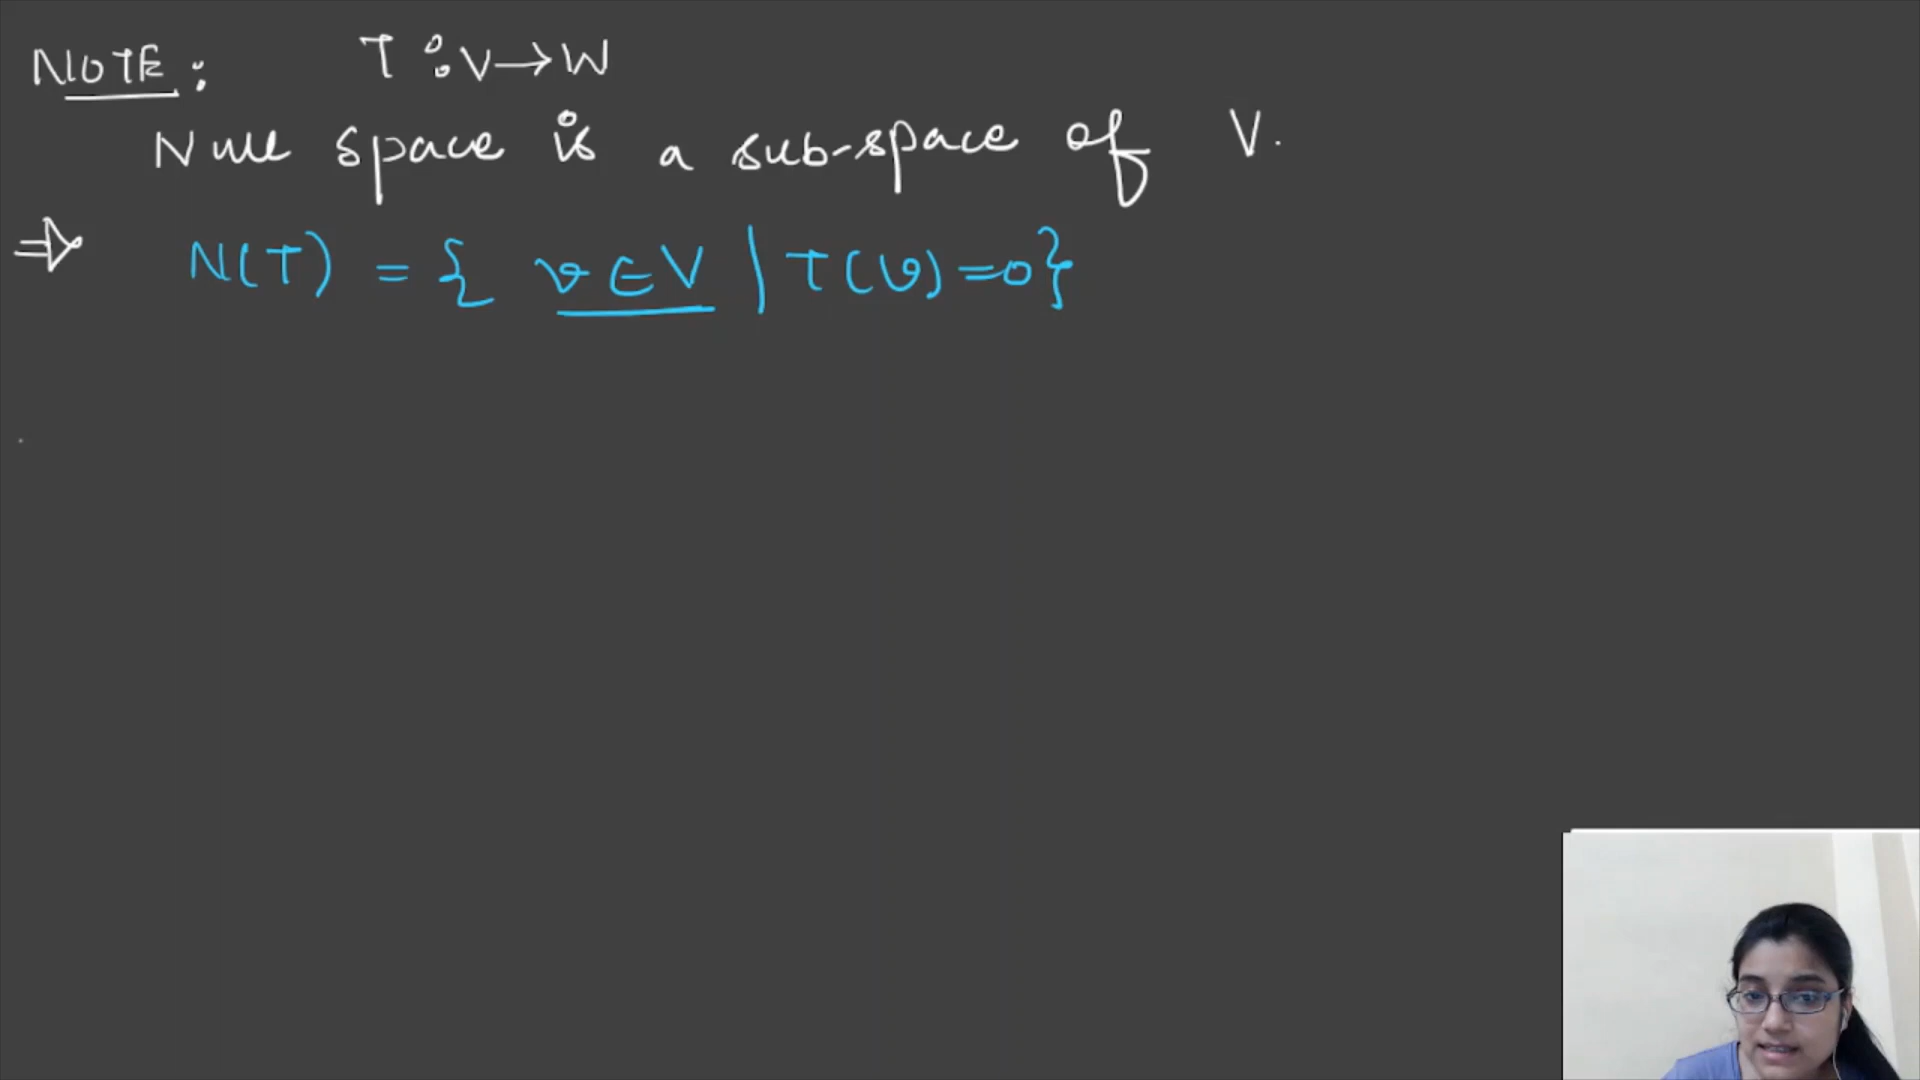 NOTE : T : V → W
Null space is a sub-space of V.
⇒ N(T) = { v ∈ V | T(v) = 0 }